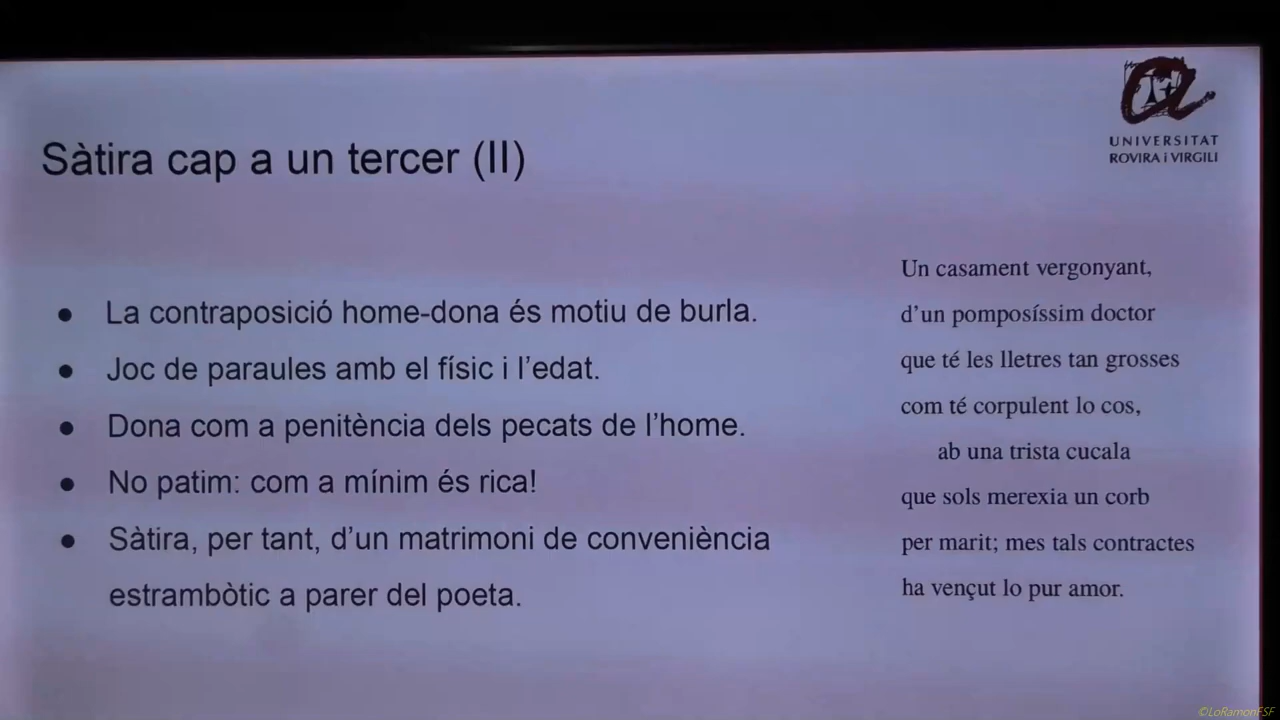 UNIVERSITAT
ROVIRA i VIRGILI
Sàtira cap a un tercer (II)
● La contraposició home-dona és motiu de burla.
● Joc de paraules amb el físic i l’edat.
● Dona com a penitència dels pecats de l’home.
● No patim: com a mínim és rica!
● Sàtira, per tant, d’un matrimoni de conveniència
estrambòtic a parer del poeta.
Un casament vergonyant,
d’un pomposíssim doctor
que té les lletres tan grosses
com té corpulent lo cos,
ab una trista cucala
que sols merexia un corb
per marit; mes tals contractes
ha vençut lo pur amor.
©LoRamonFSF